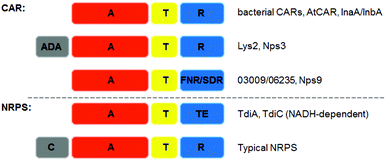 CAR: A T R bacterial CARs, AtCAR, InaA/InbA
ADA A T R Lys2, Nps3
A T FNR/SDR 03009/06235, Nps9
NRPS: A T TE TdiA, TdiC (NADH-dependent)
C A T R Typical NRPS